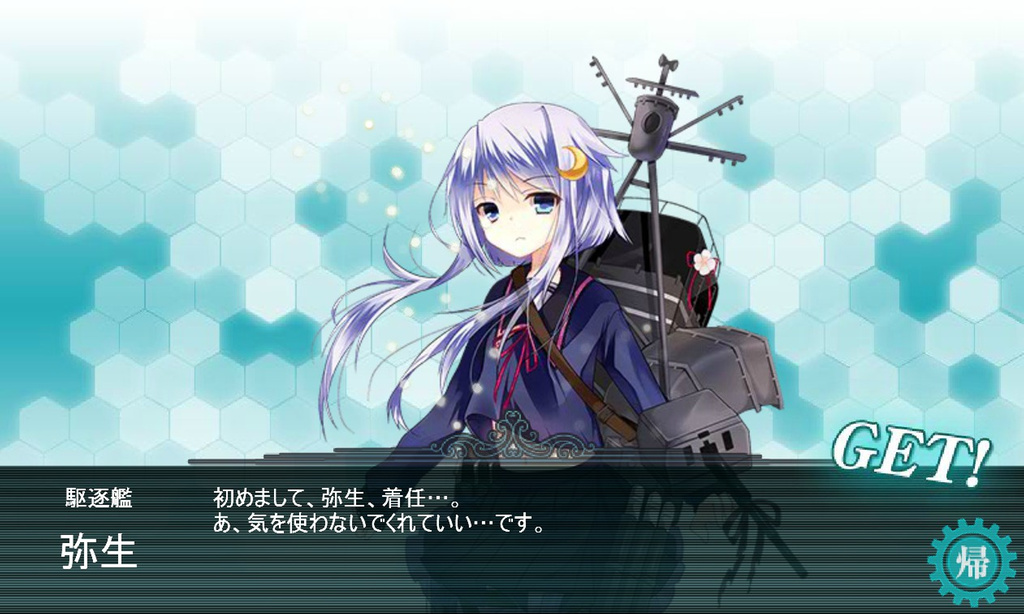 GET!
駆逐艦
弥生
初めまして、弥生、着任…。
あ、気を使わないでくれていい…です。
帰